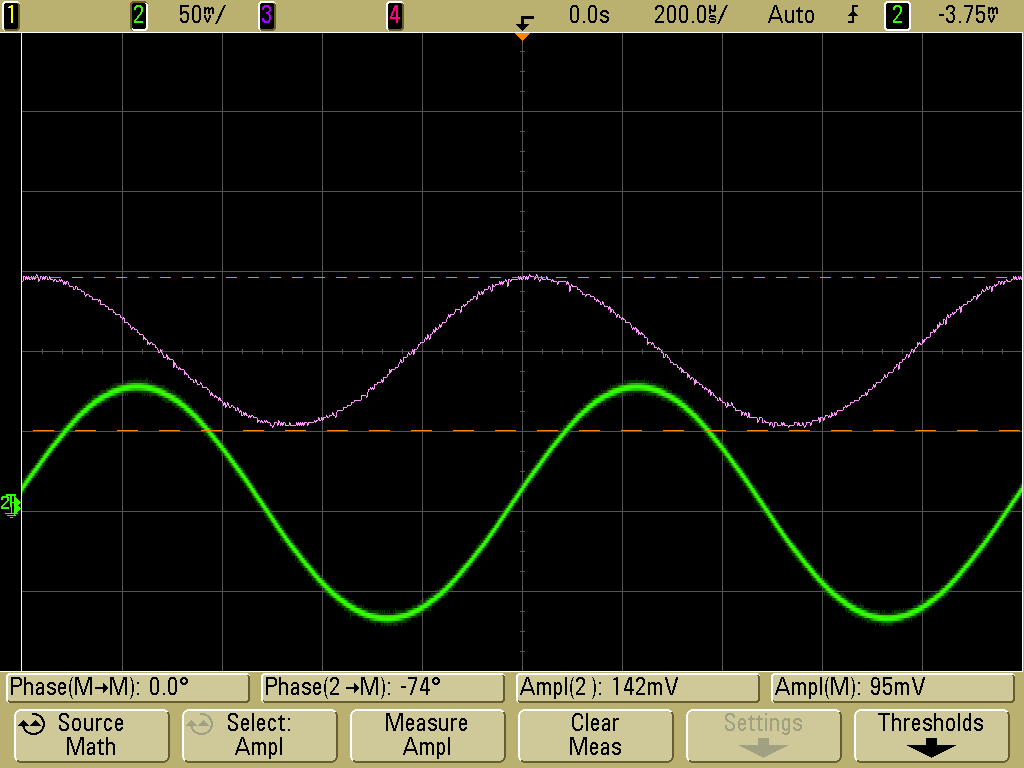 1 2 50mV/ 3 4 0.0s 200.0µs/ Auto 2 -3.75mV
2
Phase(M→M): 0.0° Phase(2→M): -74° Ampl(2): 142mV Ampl(M): 95mV
Source Math
Select: Ampl
Measure Ampl
Clear Meas
Settings
Thresholds